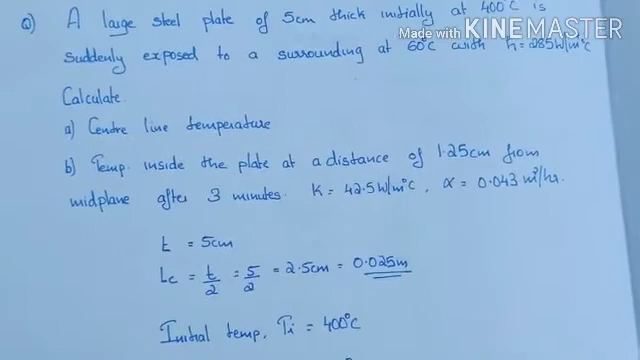 Q) A large steel plate of 5cm thick initially at 400°C is
Made with KINEMASTER
suddenly exposed to a surrounding at 60°C with h = 285W/m²°C
Calculate.
a) Centre line temperature
b) Temp. inside the plate at a distance of 1.25cm from
midplane after 3 minutes. K = 42.5W/m°C, α = 0.043 m²/hr.
t = 5cm
Lc = t/2 = 5/2 = 2.5cm = 0.025m
Initial temp, Ti = 400°C